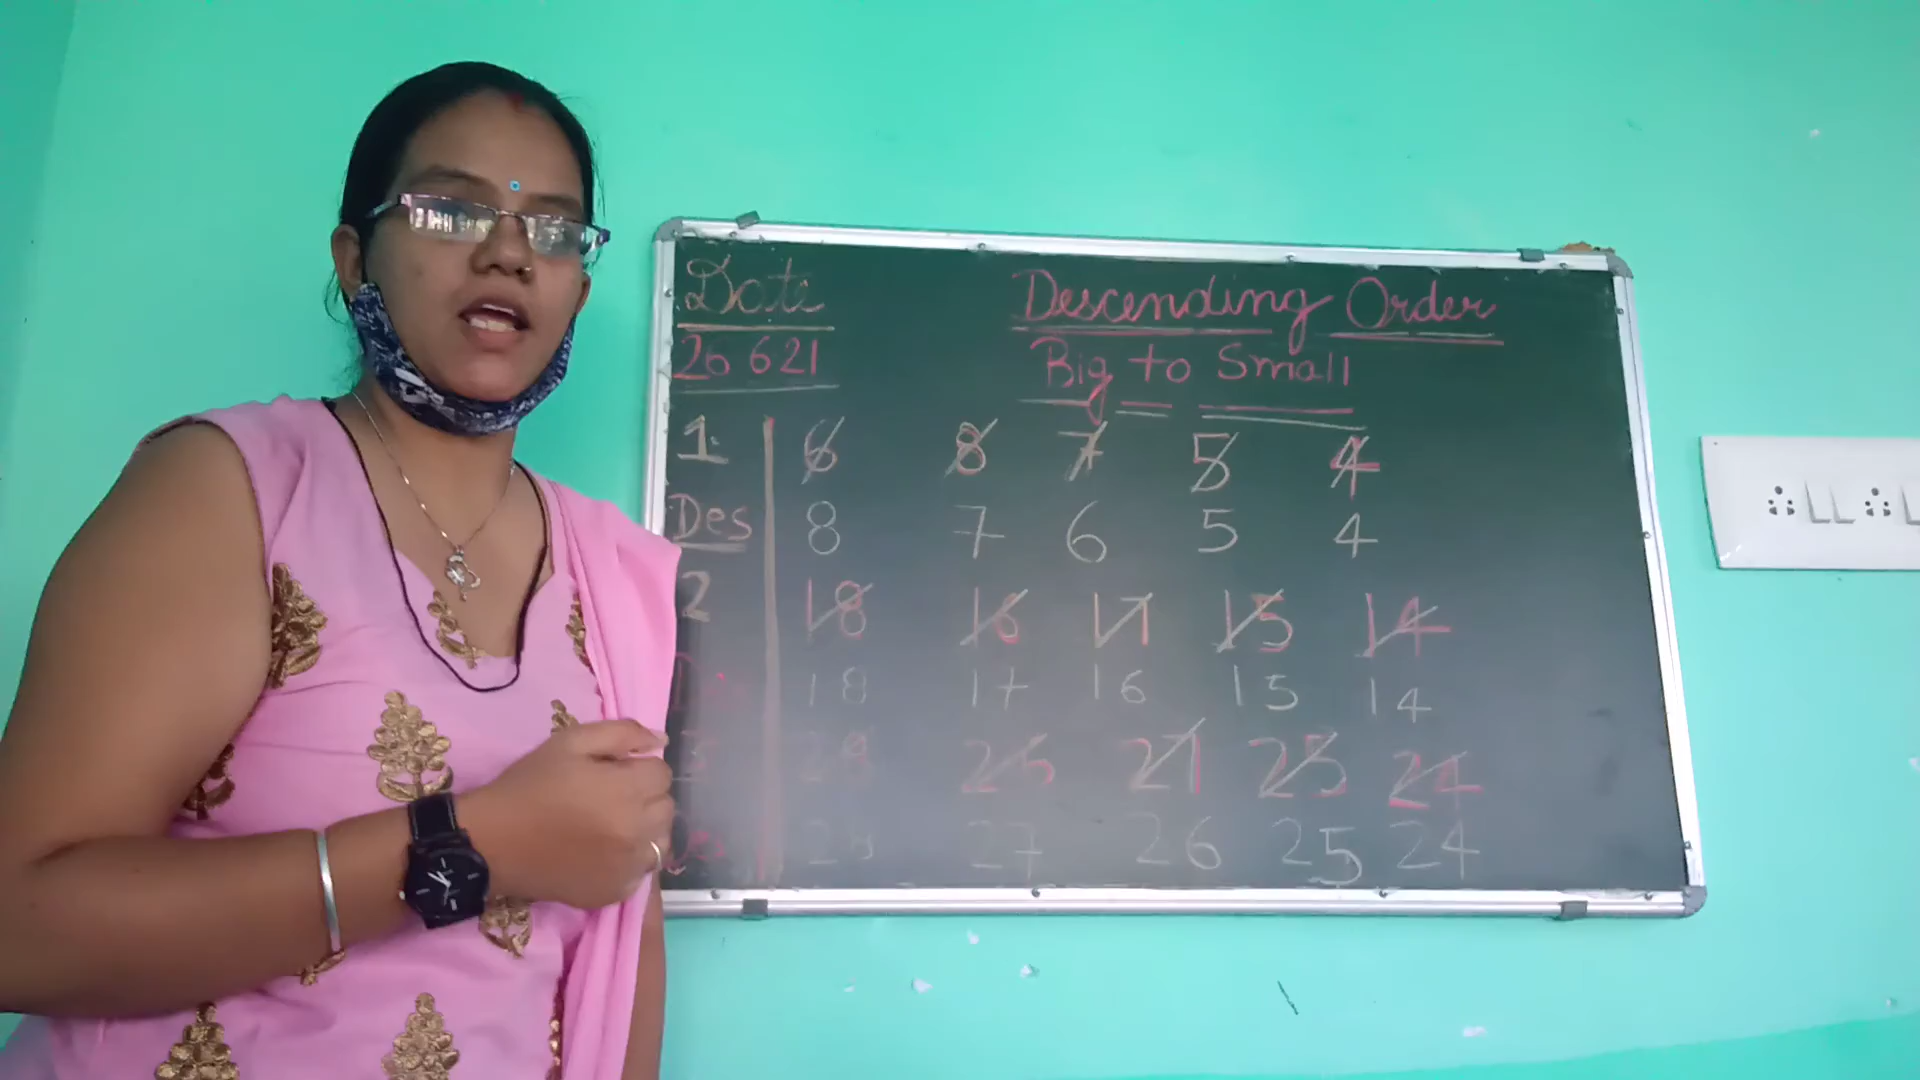 Date Descending Order
26 6 21 Big to Small
1. 6 8 7 5 4
Des 8 7 6 5 4
2 18 16 17 15 14
18 17 16 15 14
3 28 26 27 25 24
Des 28 27 26 25 24